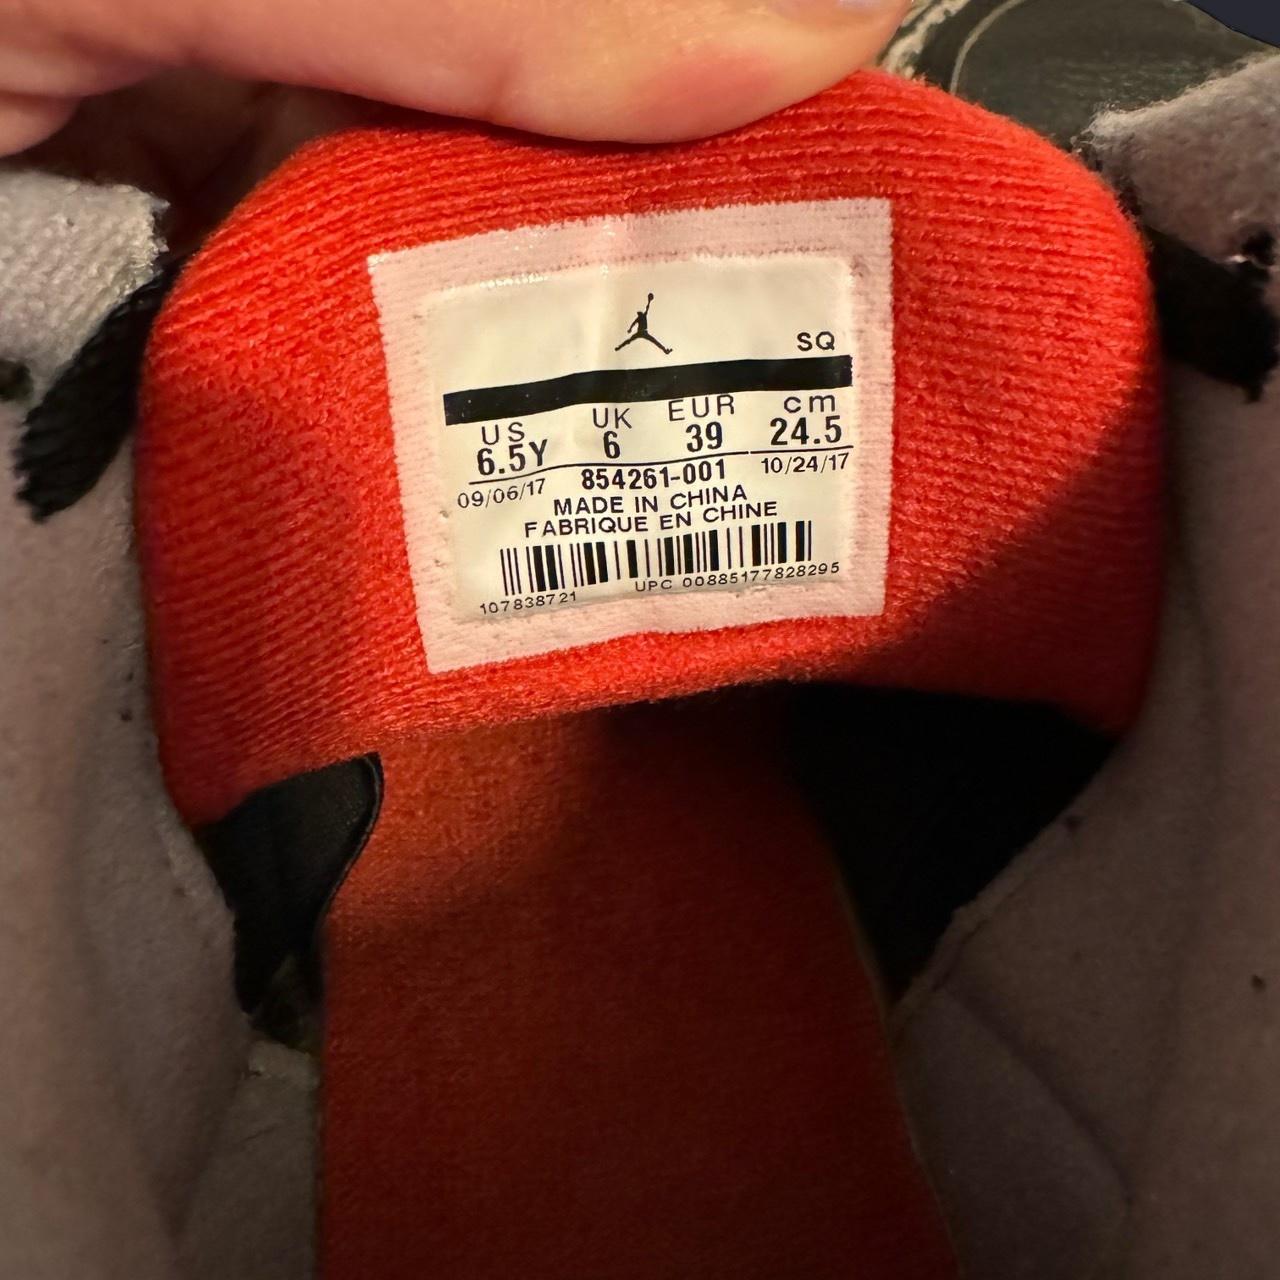 SQ
US UK EUR cm
6.5Y 6 39 24.5
09/06/17 854261-001 10/24/17
MADE IN CHINA
FABRIQUE EN CHINE
107838721 UPC 00885177828295